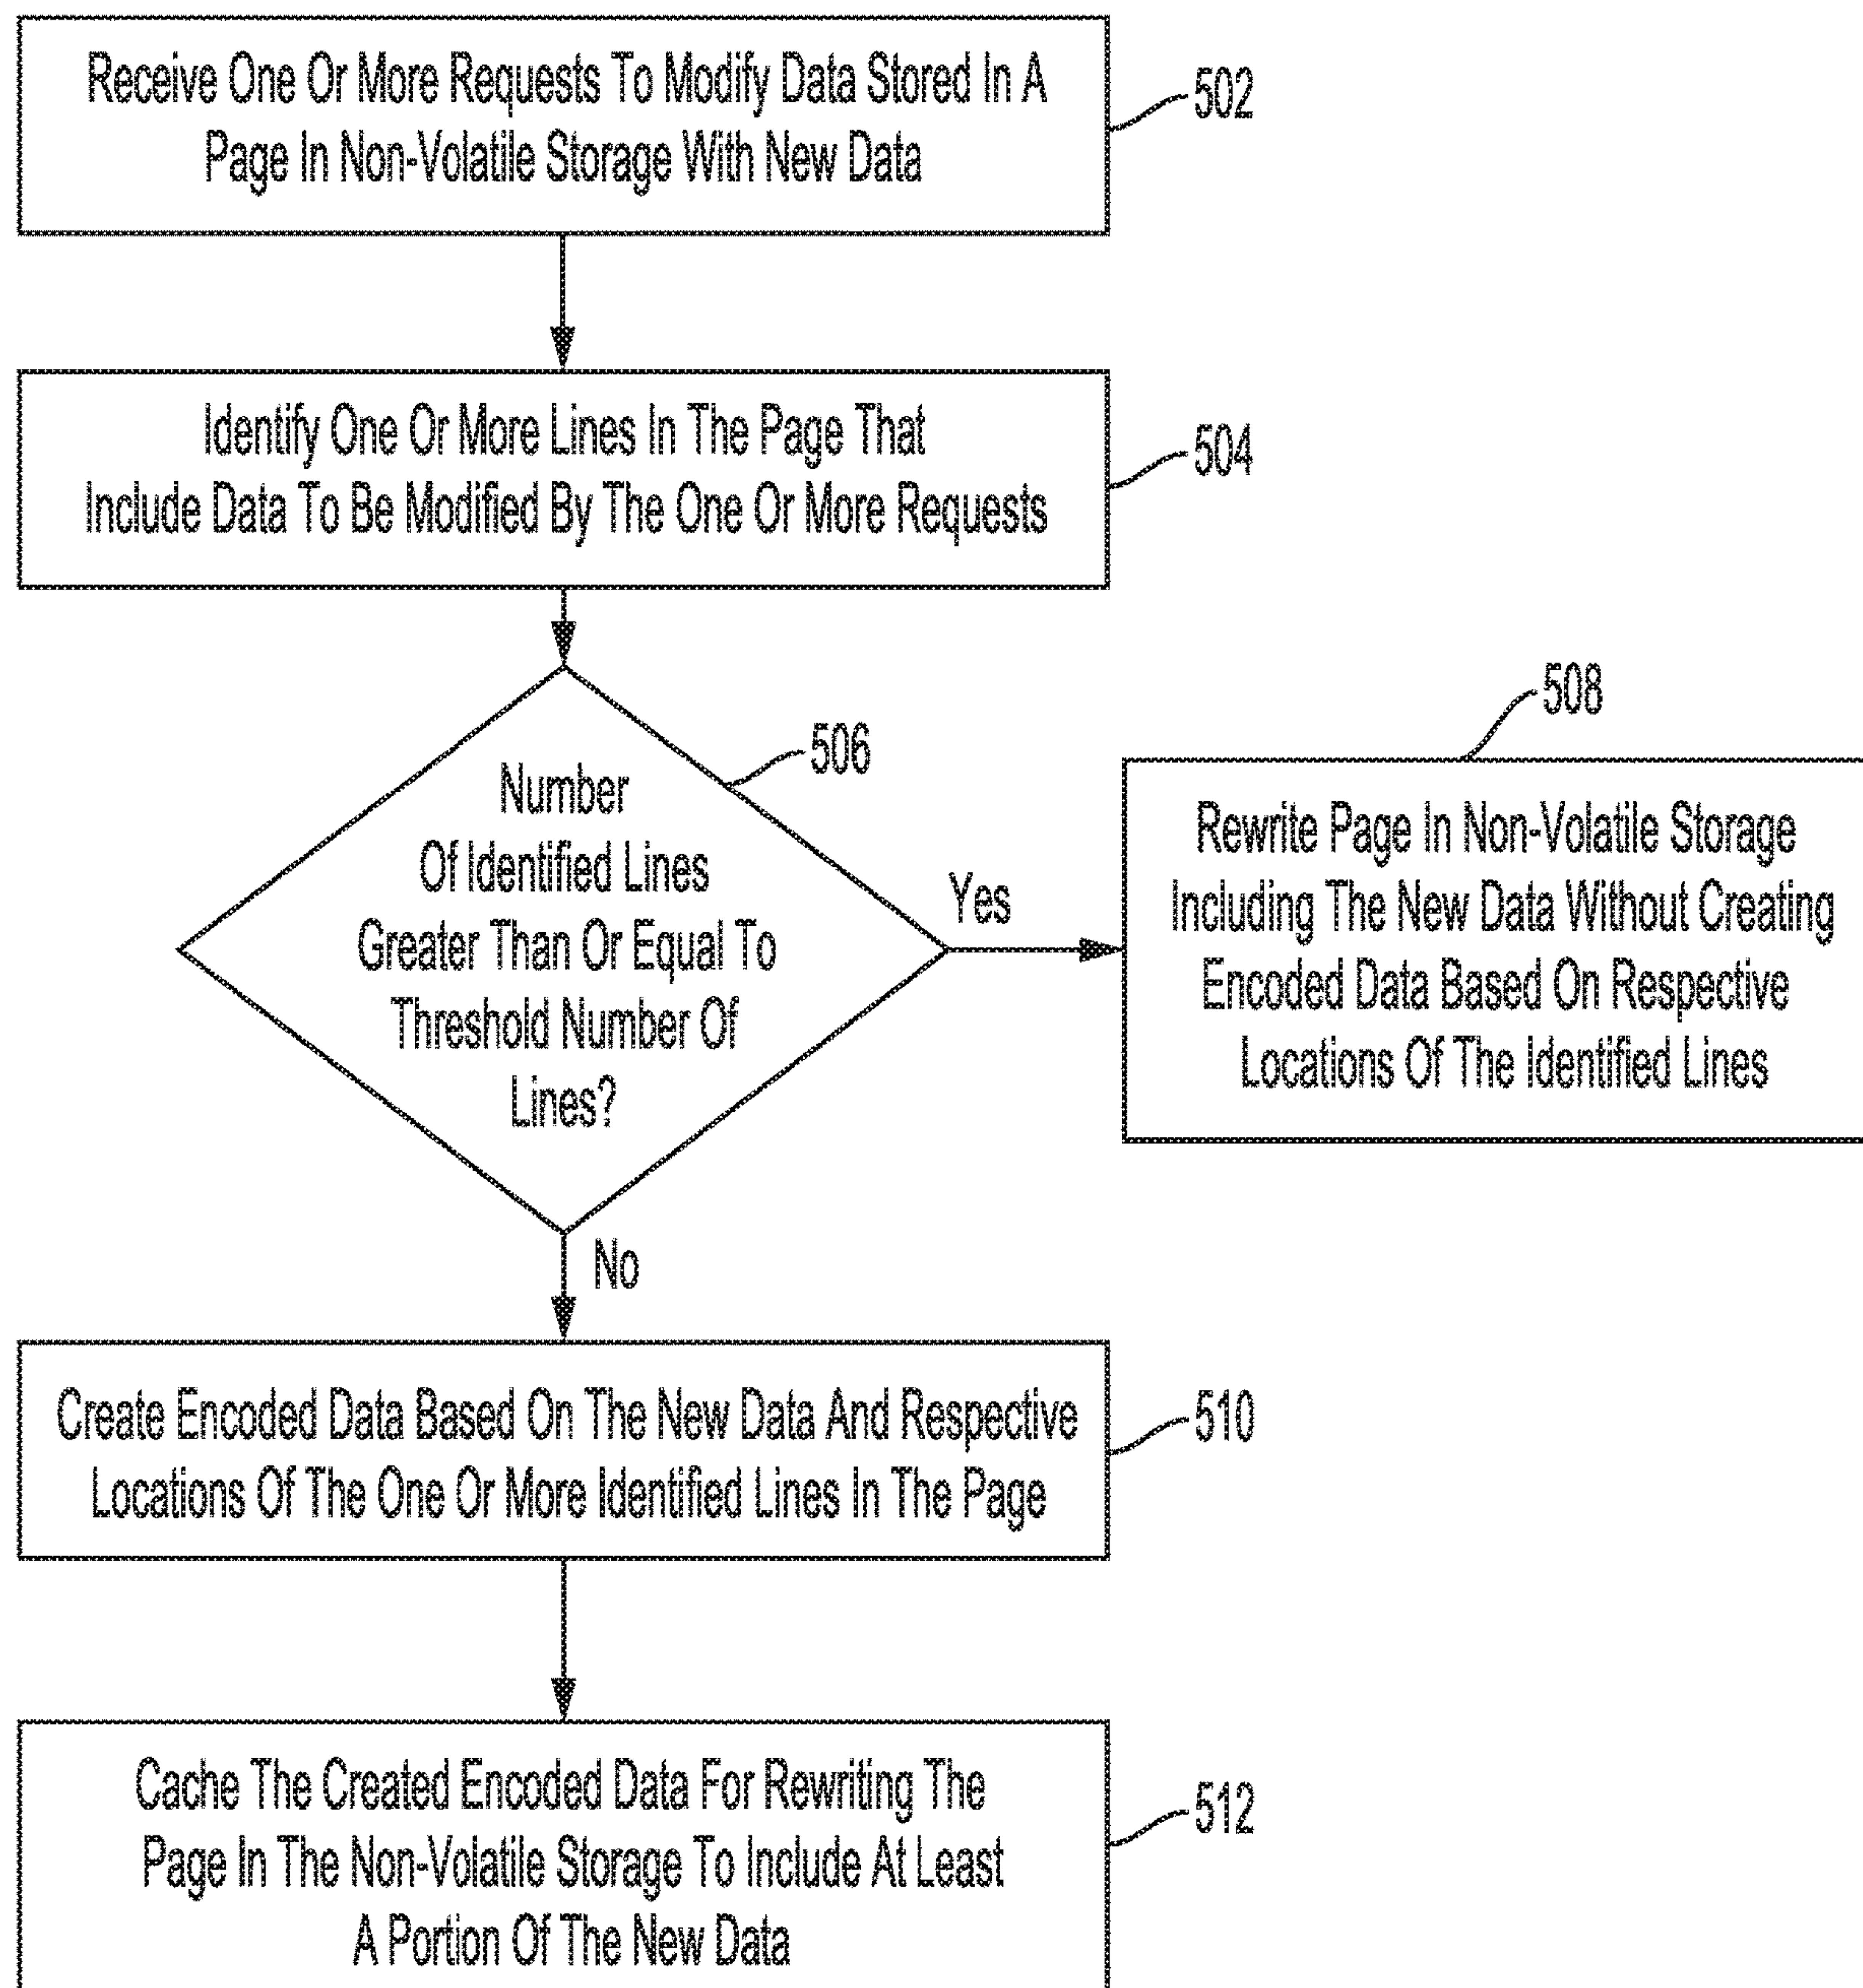 Receive One Or More Requests To Modify Data Stored In A
Page In Non-Volatile Storage With New Data
502
Identify One Or More Lines In The Page That
Include Data To Be Modified By The One Or More Requests
504
Number
Of Identified Lines
Greater Than Or Equal To
Threshold Number Of
Lines?
506
Yes
508
Rewrite Page In Non-Volatile Storage
Including The New Data Without Creating
Encoded Data Based On Respective
Locations Of The Identified Lines
No
Create Encoded Data Based On The New Data And Respective
Locations Of The One Or More Identified Lines In The Page
510
Cache The Created Encoded Data For Rewriting The
Page In The Non-Volatile Storage To Include At Least
A Portion Of The New Data
512